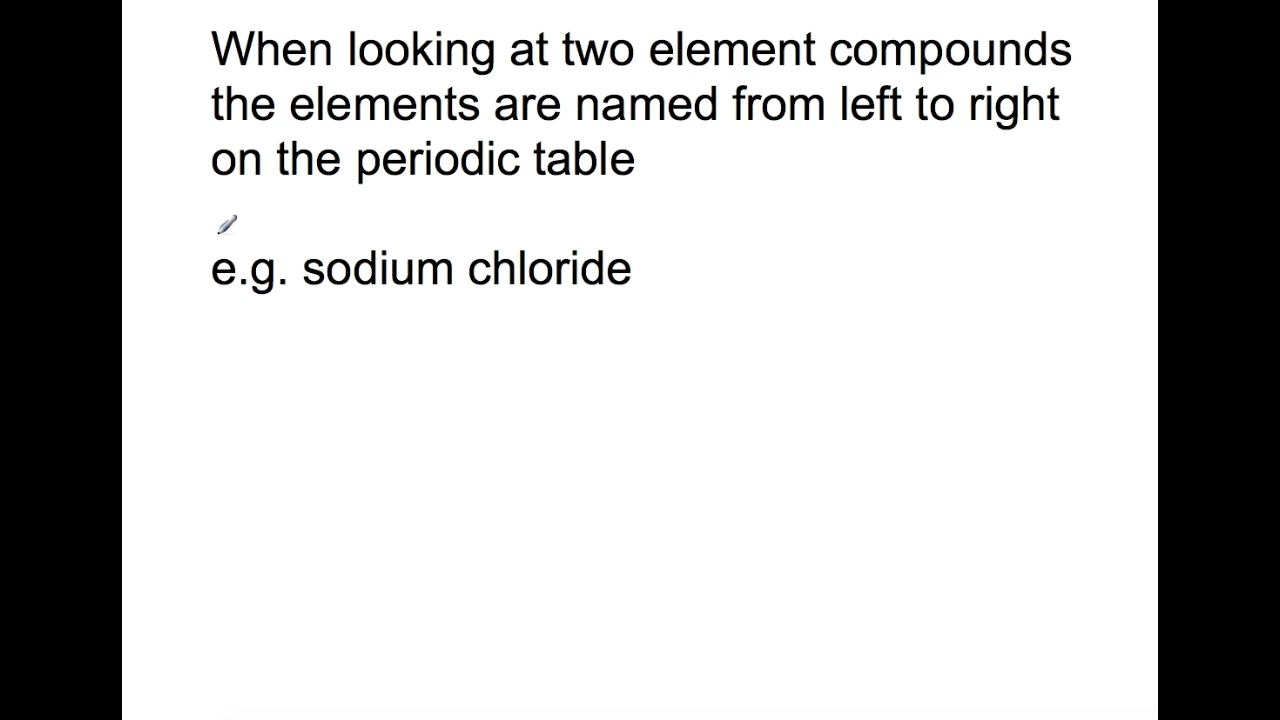 When looking at two element compounds
the elements are named from left to right
on the periodic table
e.g. sodium chloride